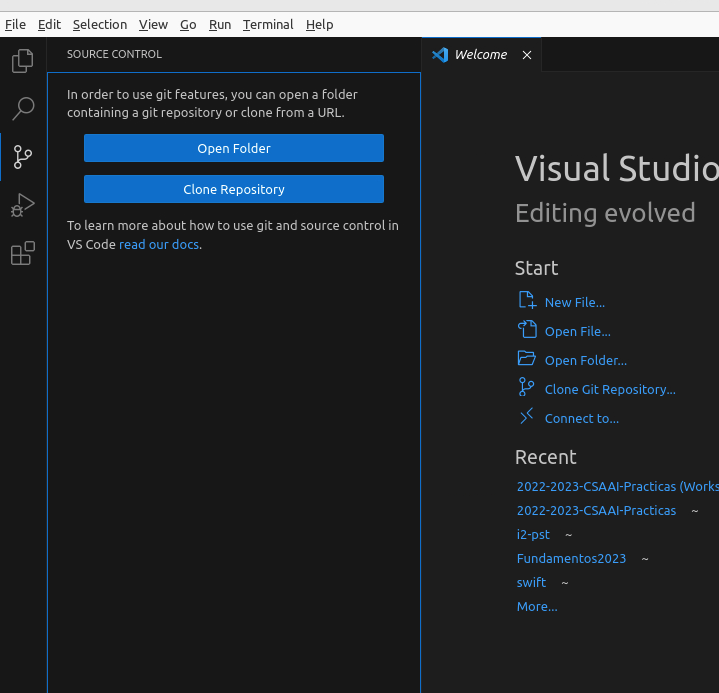 File Edit Selection View Go Run Terminal Help
SOURCE CONTROL
In order to use git features, you can open a folder
containing a git repository or clone from a URL.
Open Folder
Clone Repository
To learn more about how to use git and source control in
VS Code read our docs.
Welcome
Visual Studio
Editing evolved
Start
New File...
Open File...
Open Folder...
Clone Git Repository...
Connect to...
Recent
2022-2023-CSAAI-Practicas (Works
2022-2023-CSAAI-Practicas ~
i2-pst ~
Fundamentos2023 ~
swift ~
More...